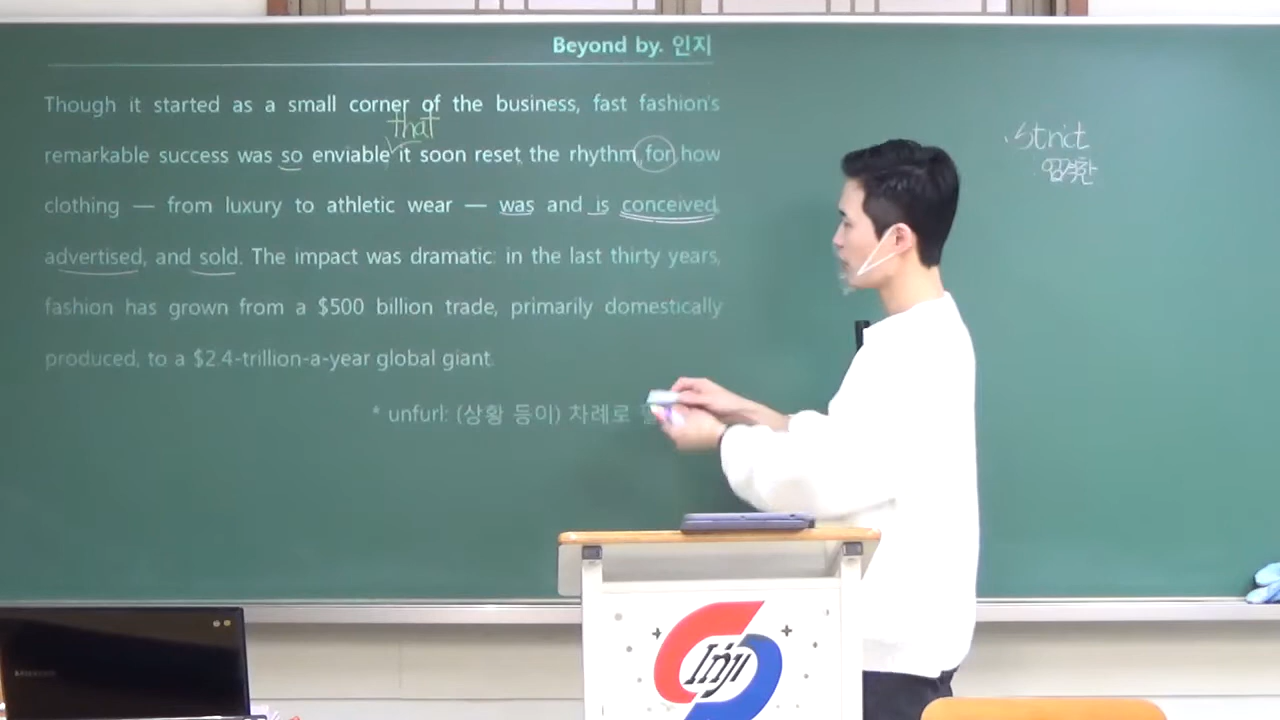 Beyond by. 인지
Though it started as a small corner of the business, fast fashion's
that
remarkable success was so enviable it soon reset the rhythm for how
clothing — from luxury to athletic wear — was and is conceived,
advertised, and sold. The impact was dramatic: in the last thirty years,
fashion has grown from a $500 billion trade, primarily domestically
produced, to a $2.4-trillion-a-year global giant.
* unfurl: (상황 등이) 차례로
strict
엄격한
Inji